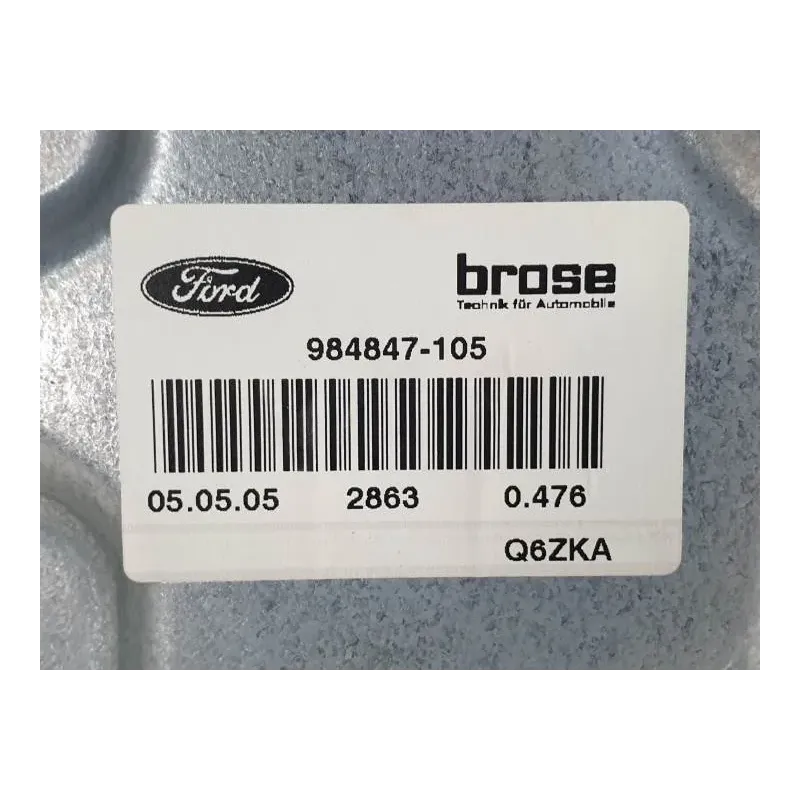 Ford
brose
Technik für Automobile
984847-105
05.05.05 2863 0.476
Q6ZKA